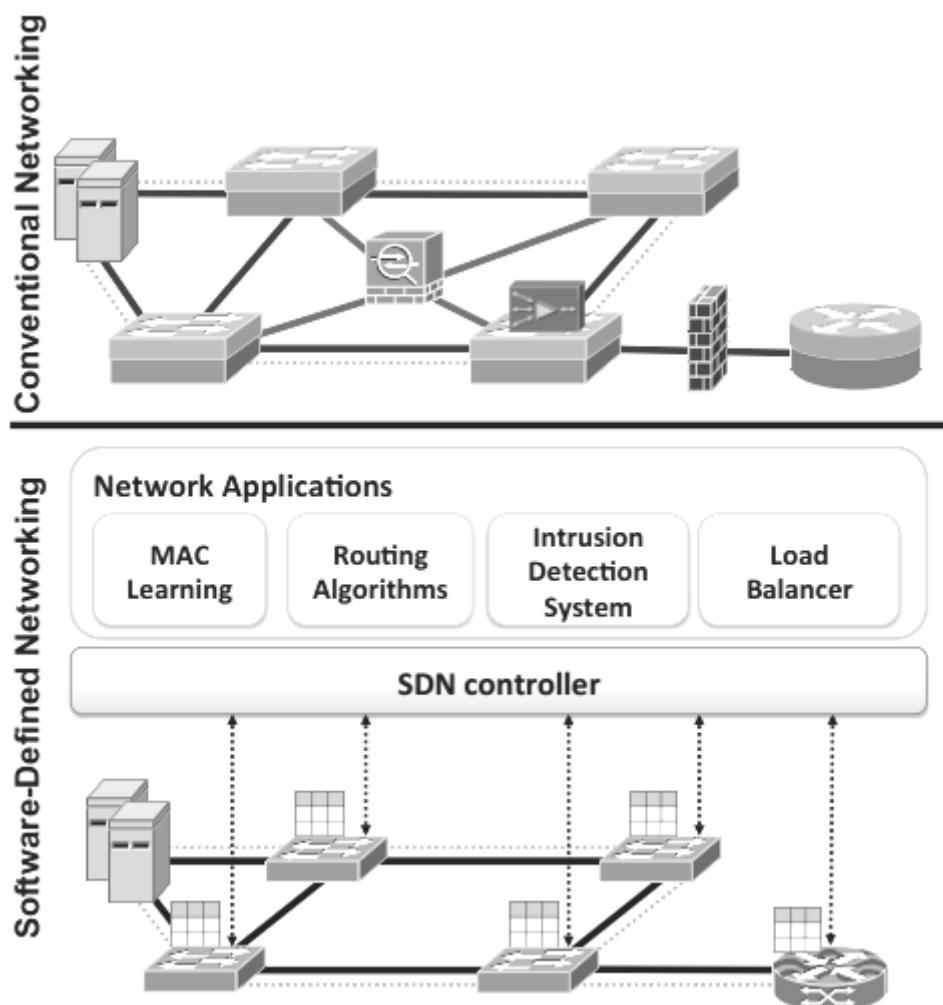 Conventional Networking
Software-Defined Networking
Network Applications
MAC
Learning
Routing
Algorithms
Intrusion
Detection
System
Load
Balancer
SDN controller